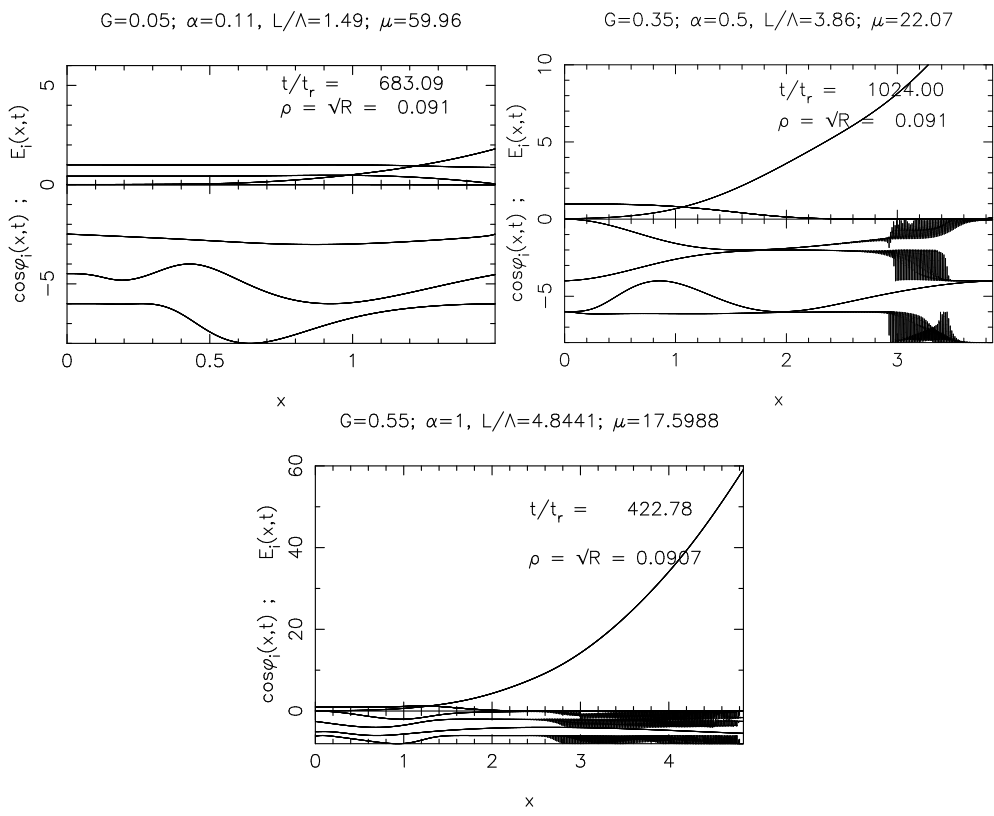 G=0.05; α=0.11, L/Λ=1.49; μ=59.96
t/t_r = 683.09
ρ = √R = 0.091
cosφ_i(x,t) ; E_i(x,t)
5
0
−5
0 0.5 1
x
G=0.35; α=0.5, L/Λ=3.86; μ=22.07
t/t_r = 1024.00
ρ = √R = 0.091
cosφ_i(x,t) ; E_i(x,t)
10
5
0
−5
0 1 2 3
x
G=0.55; α=1, L/Λ=4.8441; μ=17.5988
t/t_r = 422.78
ρ = √R = 0.0907
cosφ_i(x,t) ; E_i(x,t)
60
40
20
0
0 1 2 3 4
x